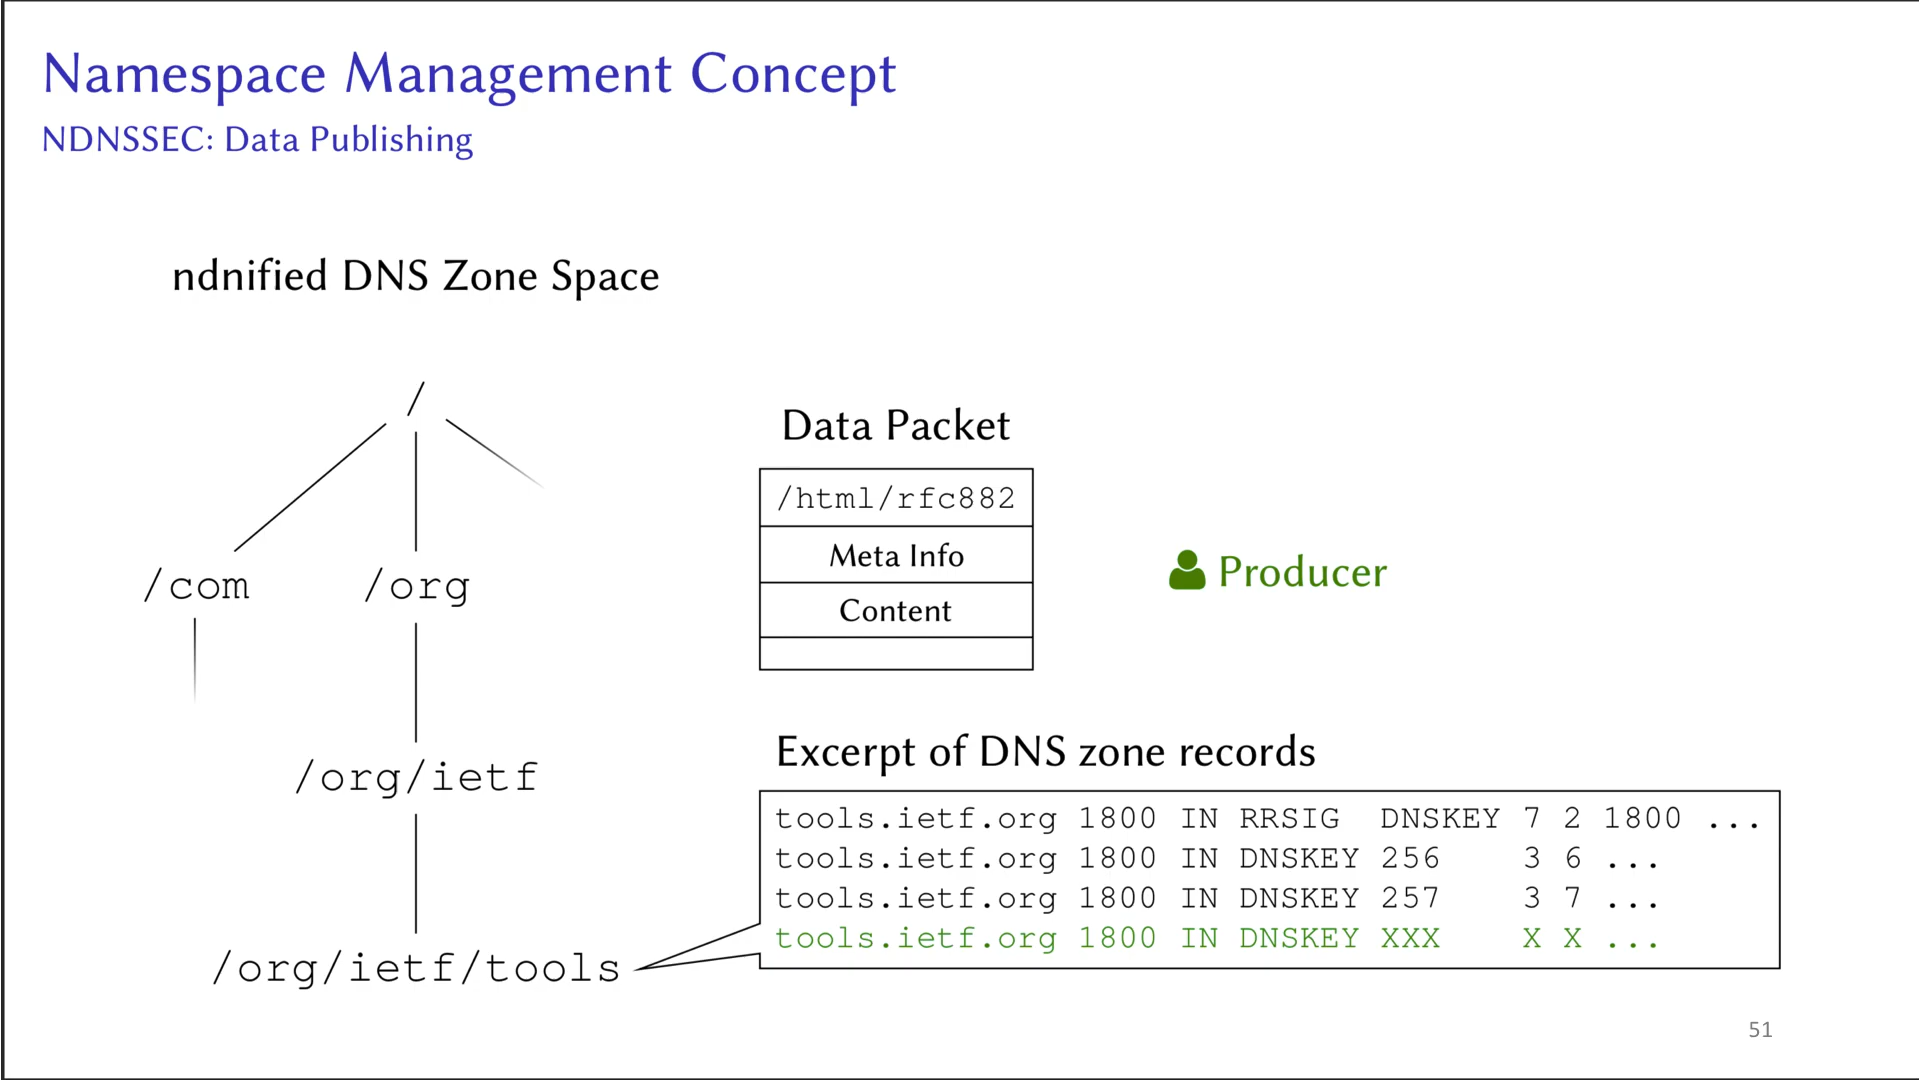 Namespace Management Concept
NDNSSEC: Data Publishing
ndnified DNS Zone Space
/
/com
/org
/org/ietf
/org/ietf/tools
Data Packet
/html/rfc882
Meta Info
Content
Producer
Excerpt of DNS zone records
tools.ietf.org 1800 IN RRSIG DNSKEY 7 2 1800 ...
tools.ietf.org 1800 IN DNSKEY 256 3 6 ...
tools.ietf.org 1800 IN DNSKEY 257 3 7 ...
tools.ietf.org 1800 IN DNSKEY XXX X X ...
51